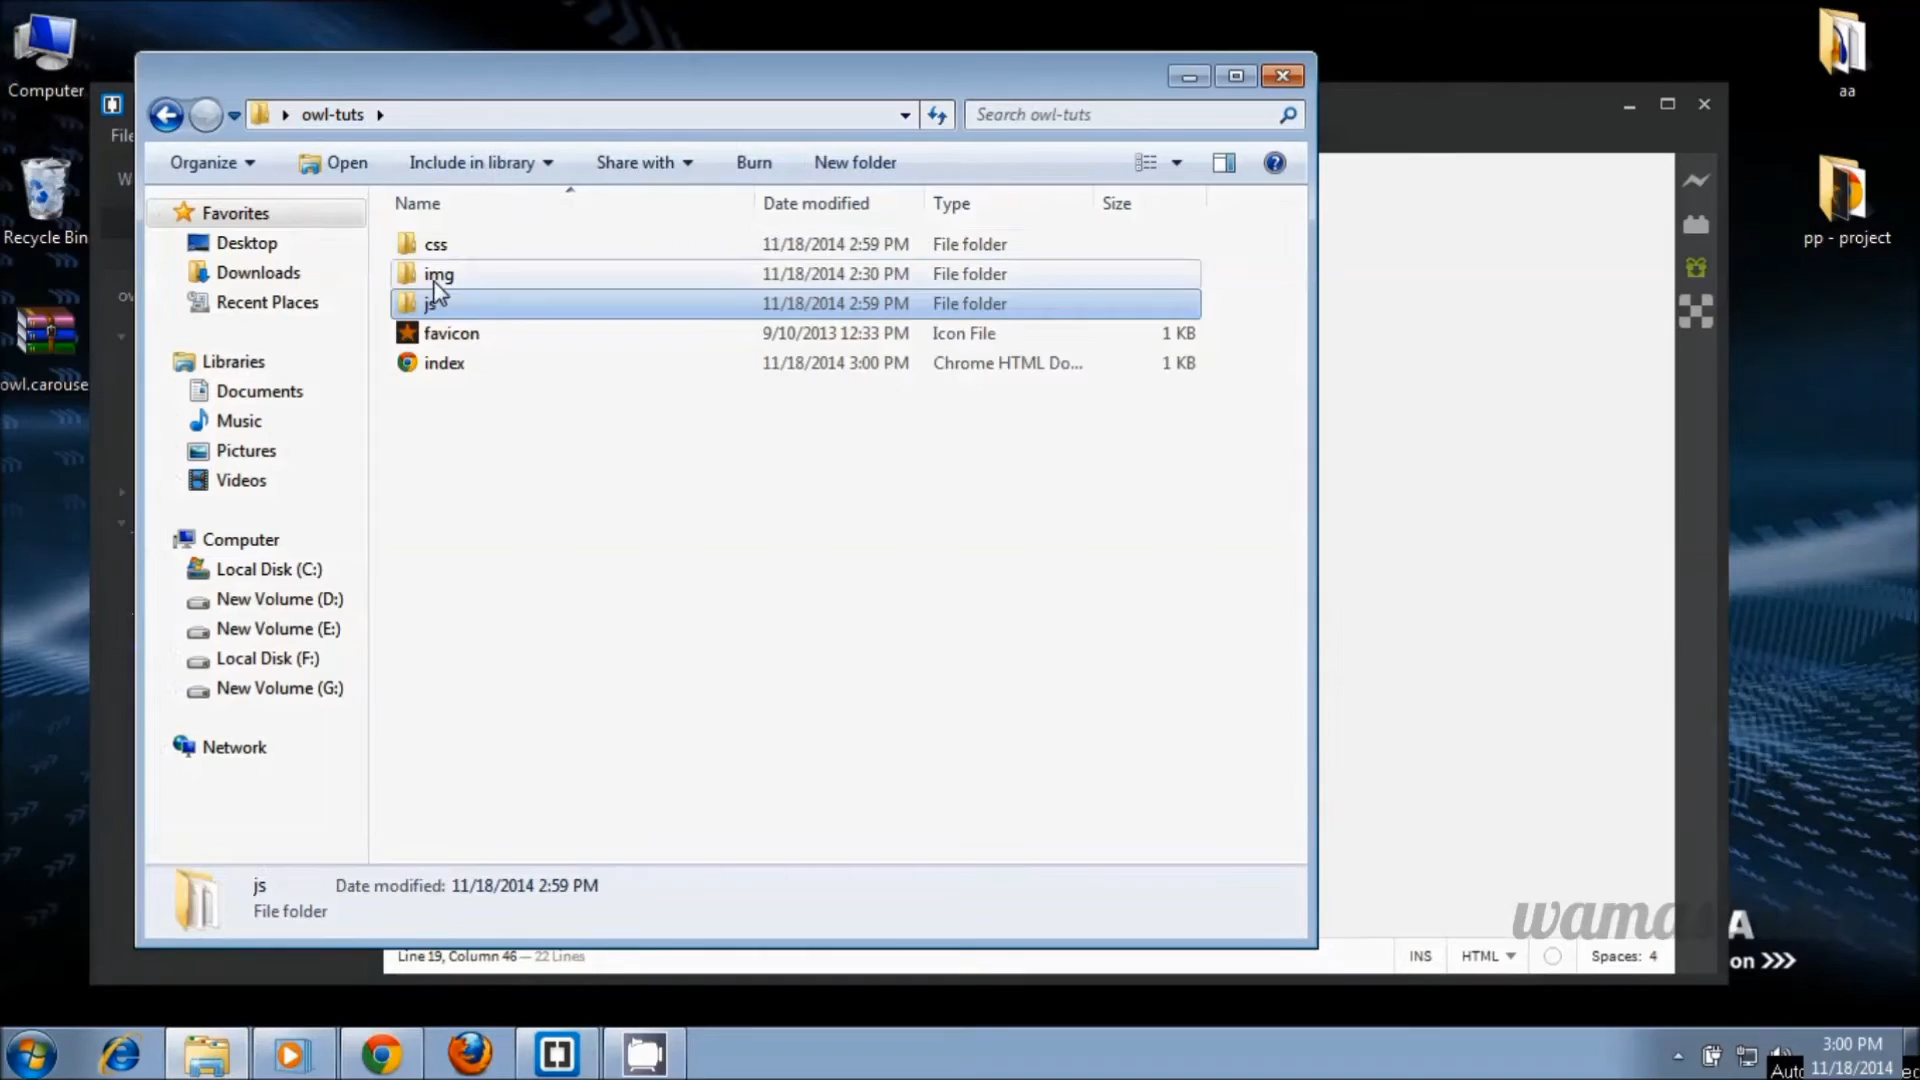 Computer
aa
owl-tuts
Search owl-tuts
File
Organize
Open
Include in library
Share with
Burn
New folder
W
Recycle Bin
pp - project
Favorites
Desktop
Downloads
Recent Places
Name Date modified Type Size
css 11/18/2014 2:59 PM File folder
img 11/18/2014 2:30 PM File folder
js 11/18/2014 2:59 PM File folder
favicon 9/10/2013 12:33 PM Icon File 1 KB
index 11/18/2014 3:00 PM Chrome HTML Do... 1 KB
ow
owl.carouse
Libraries
Documents
Music
Pictures
Videos
Computer
Local Disk (C:)
New Volume (D:)
New Volume (E:)
Local Disk (F:)
New Volume (G:)
Network
js Date modified: 11/18/2014 2:59 PM
File folder
wama
A
on >>>
Line 19, Column 46 — 22 Lines
INS HTML Spaces: 4
3:00 PM
11/18/2014